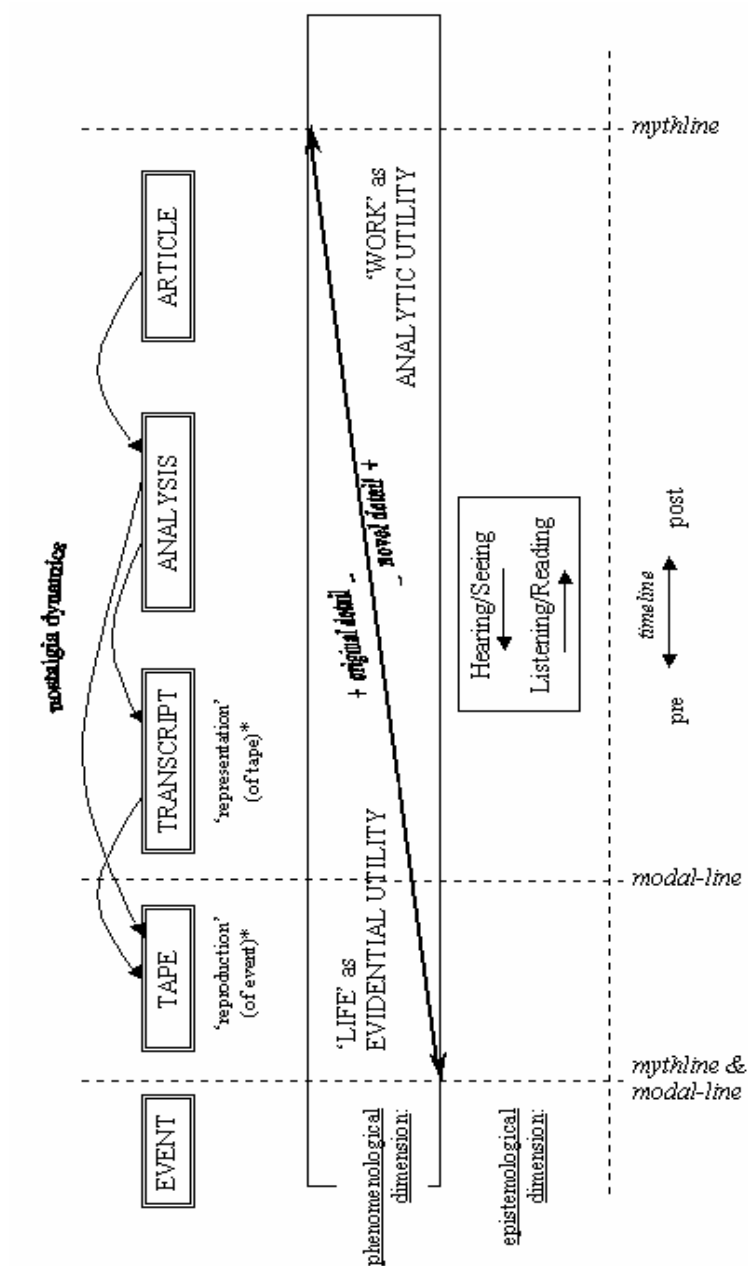 nostalgia dynamics
EVENT
TAPE
TRANSCRIPT
ANALYSIS
ARTICLE
‘reproduction’
(of event)*
‘representation’
(of tape)*
phenomenological
dimension:
‘LIFE’ as
EVIDENTIAL UTILITY
+ original detail -
- novel detail +
‘WORK’ as
ANALYTIC UTILITY
epistemological
dimension:
Hearing/Seeing
Listening/Reading
mythline &
modal-line
modal-line
mythline
timeline
pre
post